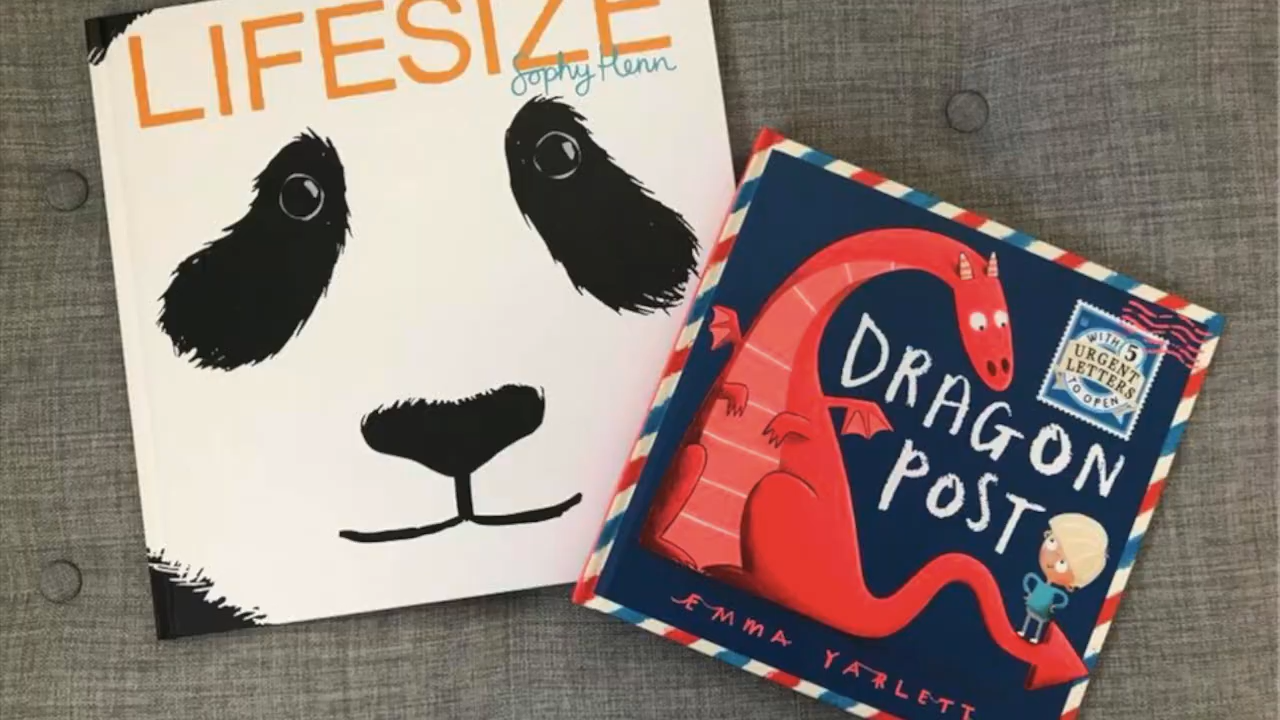 LIFESIZE
Sophy Henn
DRAGON
POST
WITH 5
URGENT
LETTERS
TO OPEN
EMMA YARLETT